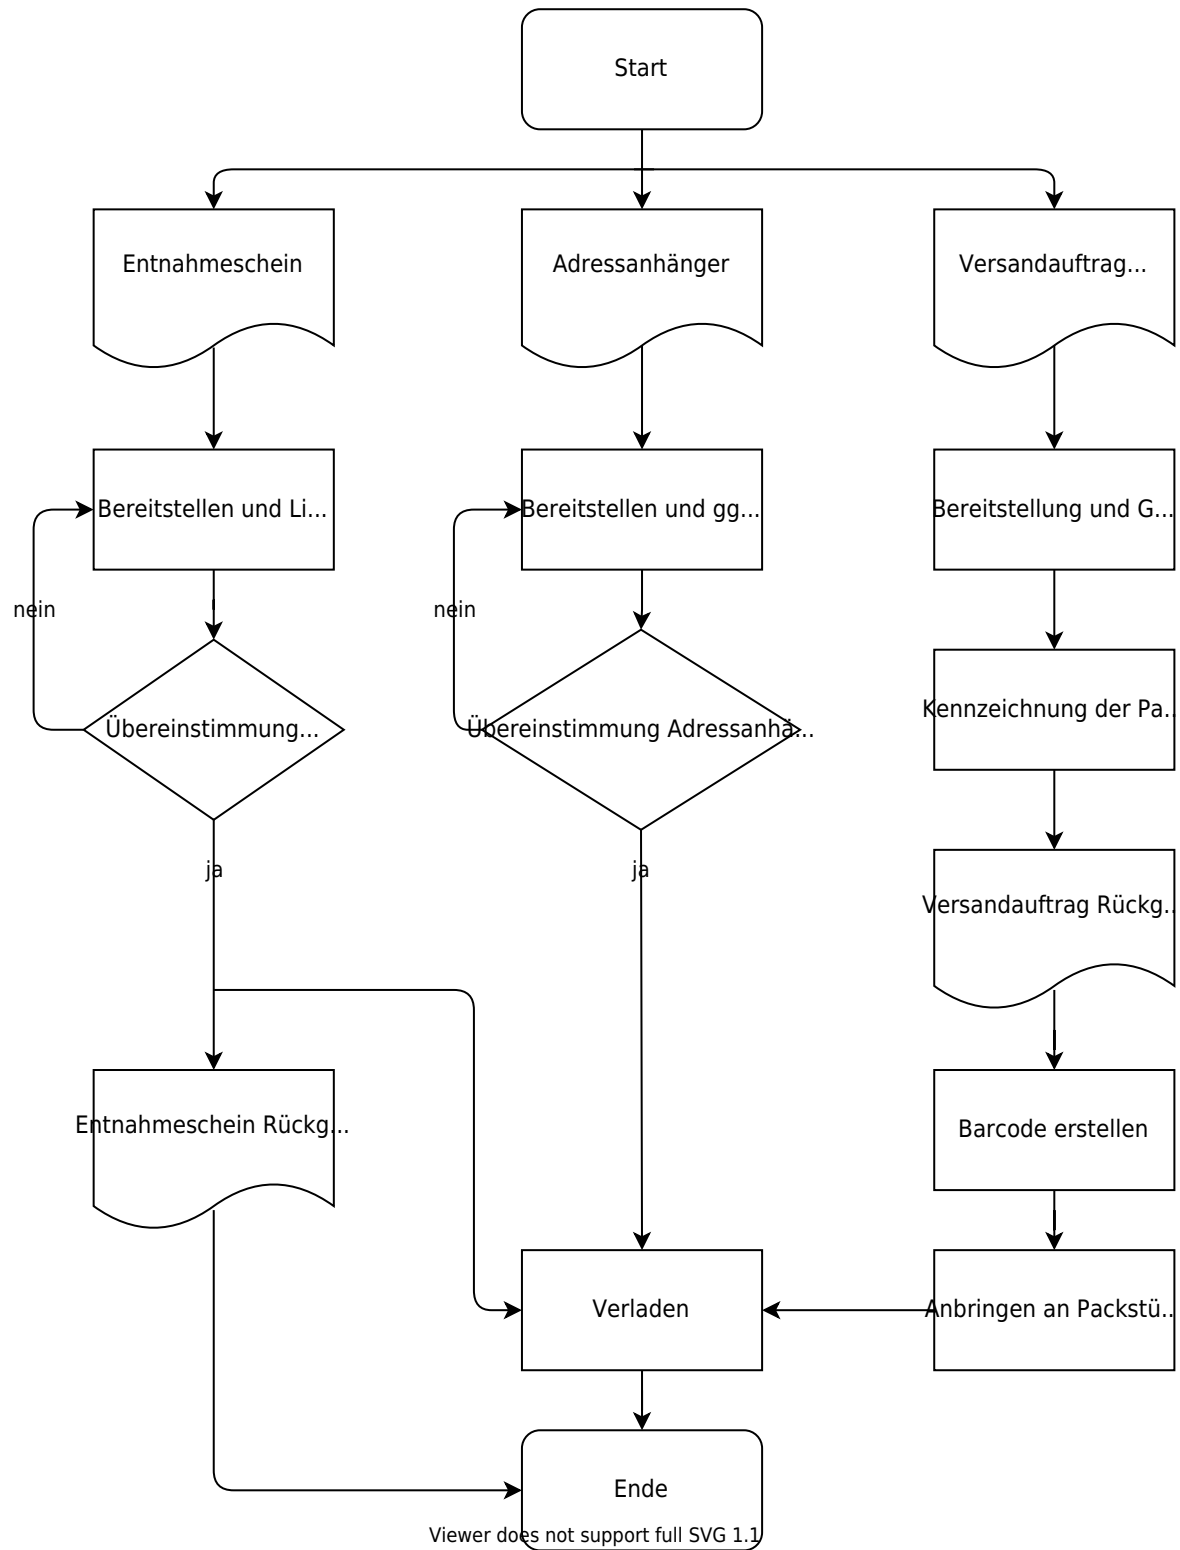 Start
Entnahmeschein
Adressanhänger
Versandauftrag...
Bereitstellen und Li...
Bereitstellen und gg...
Bereitstellung und G...
nein
nein
Übereinstimmung...
Übereinstimmung Adressanhä...
Kennzeichnung der Pa...
ja
ja
Versandauftrag Rückg...
Entnahmeschein Rückg...
Barcode erstellen
Verladen
Anbringen an Packstü...
Ende
Viewer does not support full SVG 1.1